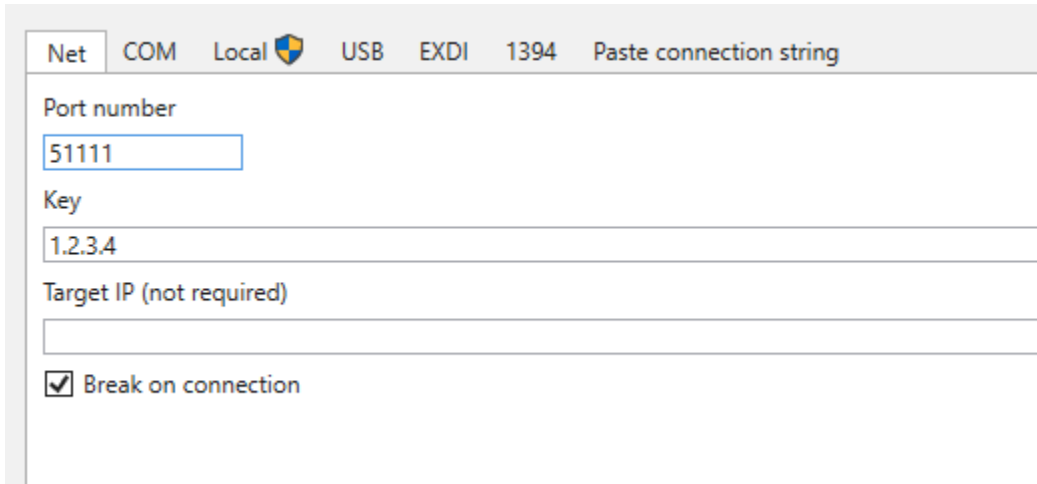 Net COM Local USB EXDI 1394 Paste connection string
Port number
51111
Key
1.2.3.4
Target IP (not required)
Break on connection